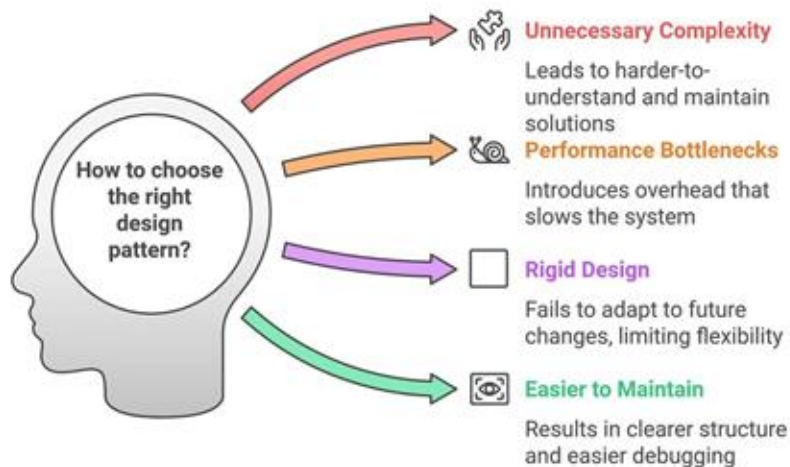 How to choose
the right
design
pattern?
Unnecessary Complexity
Leads to harder-to-
understand and maintain
solutions
Performance Bottlenecks
Introduces overhead that
slows the system
Rigid Design
Fails to adapt to future
changes, limiting flexibility
Easier to Maintain
Results in clearer structure
and easier debugging